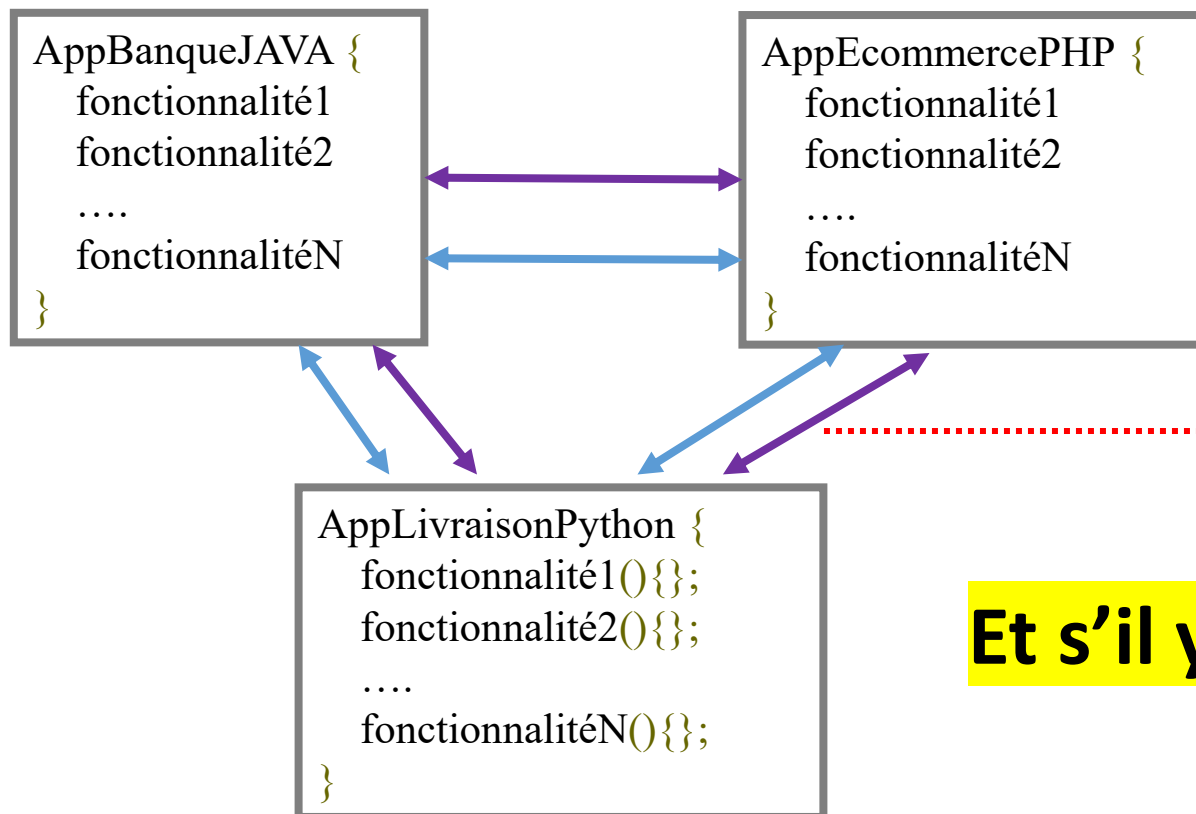 AppBanqueJAVA {
fonctionnalité1
fonctionnalité2
….
fonctionnalitéN
}
AppEcommercePHP {
fonctionnalité1
fonctionnalité2
….
fonctionnalitéN
}
AppLivraisonPython {
fonctionnalité1(){};
fonctionnalité2(){};
….
fonctionnalitéN(){};
}
Et s’il y